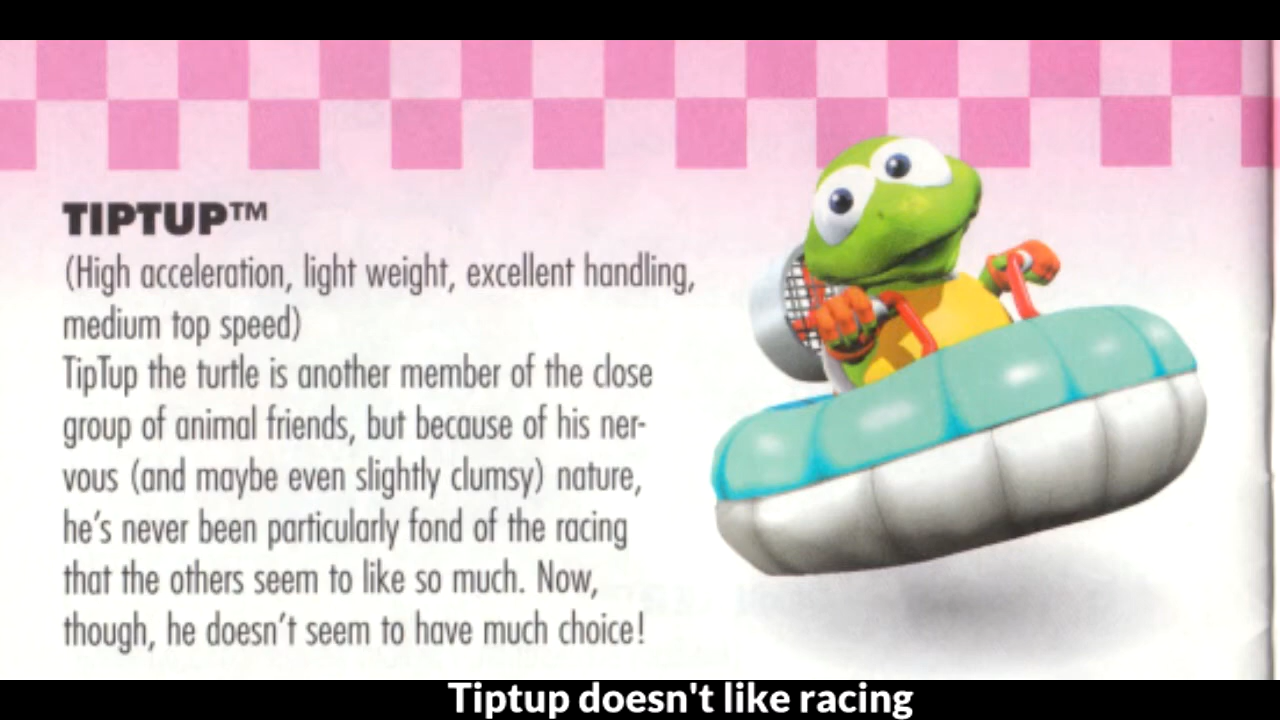 TIPTUP™
(High acceleration, light weight, excellent handling,
medium top speed)
TipTup the turtle is another member of the close
group of animal friends, but because of his ner-
vous (and maybe even slightly clumsy) nature,
he's never been particularly fond of the racing
that the others seem to like so much. Now,
though, he doesn't seem to have much choice!
Tiptup doesn't like racing